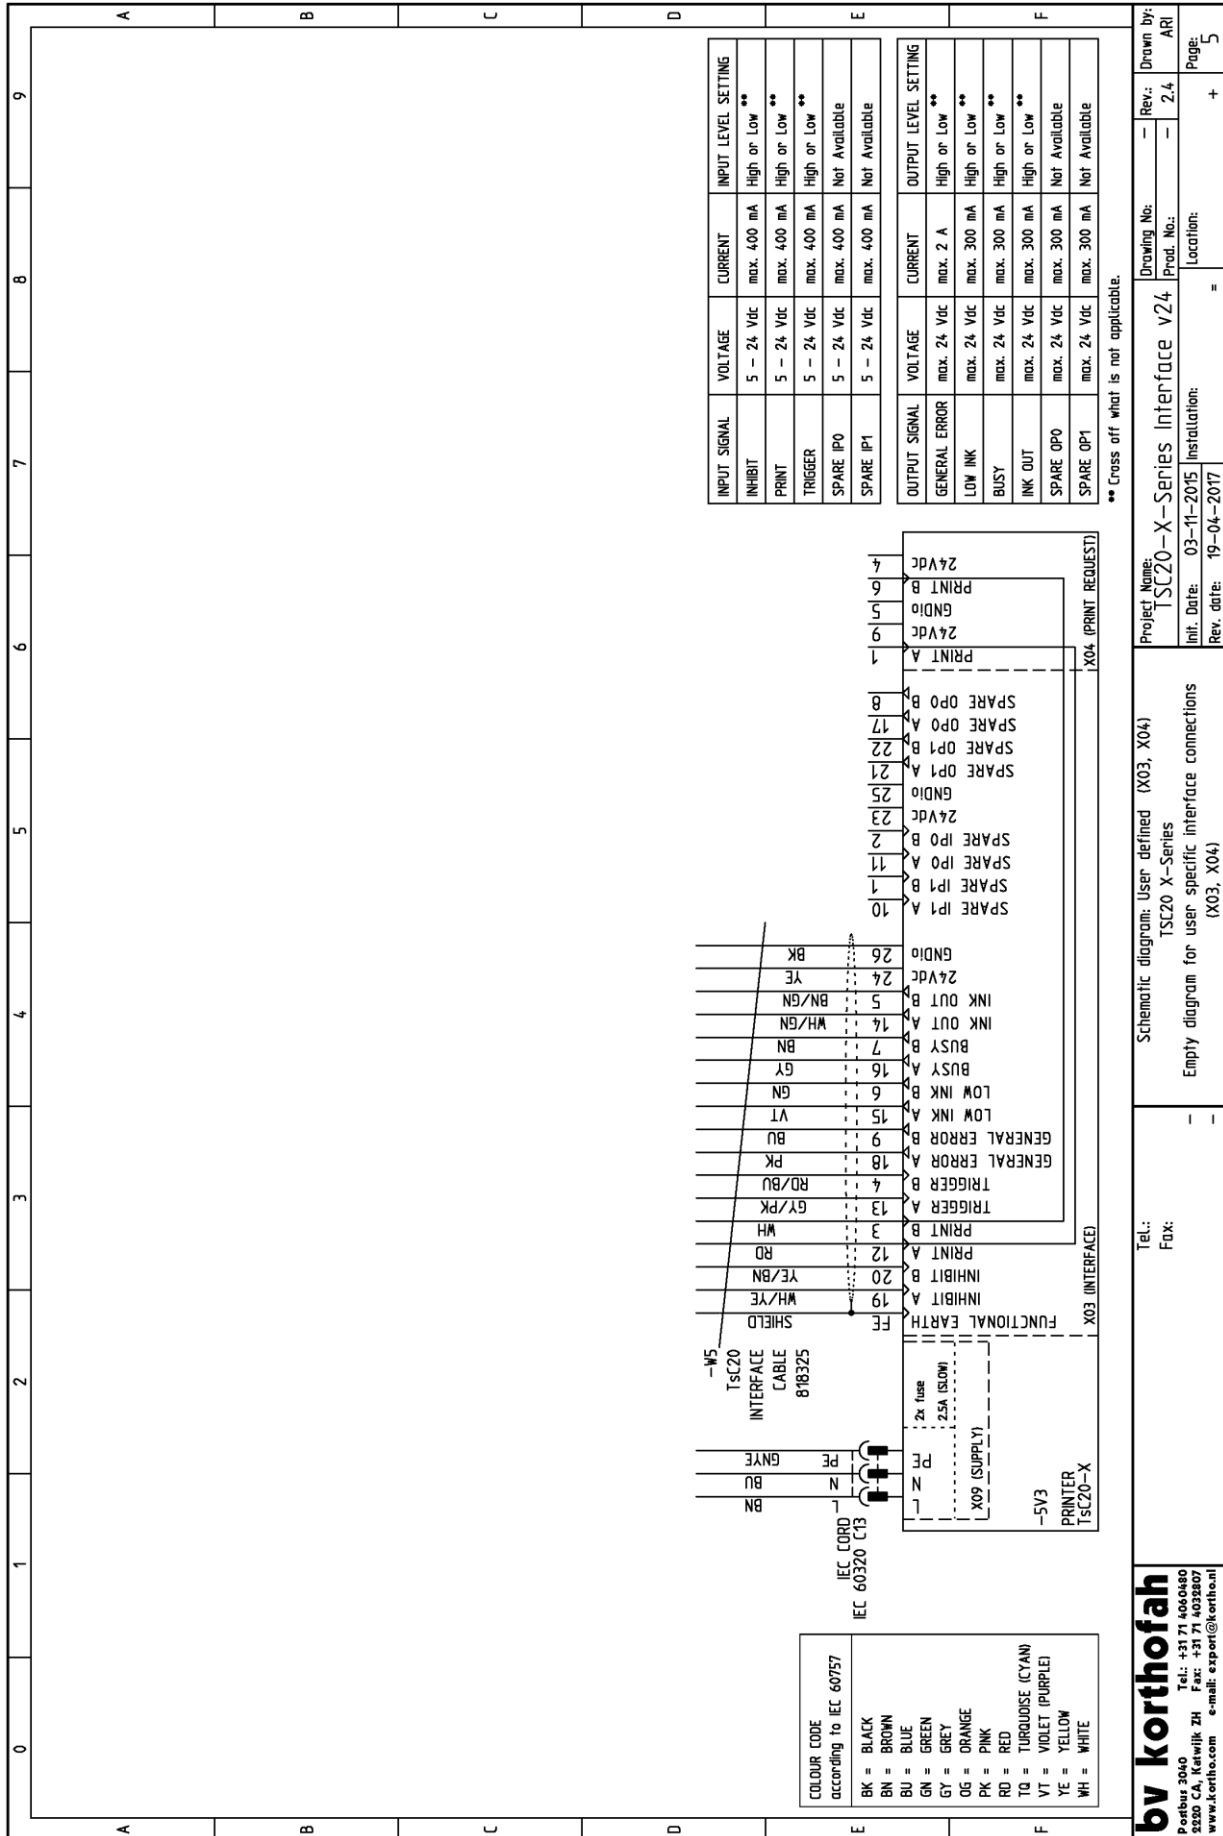 0 1 2 3 4 5 6 7 8 9
A
B
C
D
E
F
A
B
C
D
E
F
COLOUR CODE
according to IEC 60757
BK = BLACK
BN = BROWN
BU = BLUE
GN = GREEN
GY = GREY
OG = ORANGE
PK = PINK
RD = RED
TQ = TURQUOISE (CYAN)
VT = VIOLET (PURPLE)
YE = YELLOW
WH = WHITE
IEC CORD
IEC 60320 C13
BN L L
BU N N
GNYE PE PE
2x fuse
2.5A (SLOW)
X09 (SUPPLY)
-5V3
PRINTER
TsC20-X
-W5
TsC20
INTERFACE
CABLE
818325
SHIELD FE FUNCTIONAL EARTH
WH/YE 19 INHIBIT A
YE/BN 20 INHIBIT B
RD 12 PRINT A
WH 3 PRINT B
GY/PK 13 TRIGGER A
RD/BU 4 TRIGGER B
PK 18 GENERAL ERROR A
BU 9 GENERAL ERROR B
VT 15 LOW INK A
GN 6 LOW INK B
GY 16 BUSY A
BN 7 BUSY B
WH/GN 14 INK OUT A
BN/GN 5 INK OUT B
YE 24 24Vdc
BK 26 GNDio
10 SPARE IP1 A
1 SPARE IP1 B
11 SPARE IP0 A
2 SPARE IP0 B
23 24Vdc
25 GNDio
21 SPARE OP1 A
22 SPARE OP1 B
17 SPARE OP0 A
8 SPARE OP0 B
X03 (INTERFACE)
1 PRINT A
9 24Vdc
5 GNDio
6 PRINT B
4 24Vdc
X04 (PRINT REQUEST)
INPUT SIGNAL VOLTAGE CURRENT INPUT LEVEL SETTING
INHIBIT 5 - 24 Vdc max. 400 mA High or Low **
PRINT 5 - 24 Vdc max. 400 mA High or Low **
TRIGGER 5 - 24 Vdc max. 400 mA High or Low **
SPARE IP0 5 - 24 Vdc max. 400 mA Not Available
SPARE IP1 5 - 24 Vdc max. 400 mA Not Available
OUTPUT SIGNAL VOLTAGE CURRENT OUTPUT LEVEL SETTING
GENERAL ERROR max. 24 Vdc max. 2 A High or Low **
LOW INK max. 24 Vdc max. 300 mA High or Low **
BUSY max. 24 Vdc max. 300 mA High or Low **
INK OUT max. 24 Vdc max. 300 mA High or Low **
SPARE OP0 max. 24 Vdc max. 300 mA Not Available
SPARE OP1 max. 24 Vdc max. 300 mA Not Available
** Cross off what is not applicable.
bv korthofah
Postbus 3040 Tel.: +31 71 4060480
2220 CA, Katwijk ZH Fax: +31 71 4032807
www.kortho.com e-mail: export@kortho.nl
Tel.:
Fax:
-
-
Schematic diagram: User defined (X03, X04)
TSC20 X-Series
Empty diagram for user specific interface connections
(X03, X04)
Project Name:
TSC20-X-Series Interface v24
Init. Date: 03-11-2015
Rev. date: 19-04-2017
Installation:
=
Drawing No: -
Prod. No.: -
Location:
+
Rev.:
2.4
Drawn by:
ARI
Page:
5